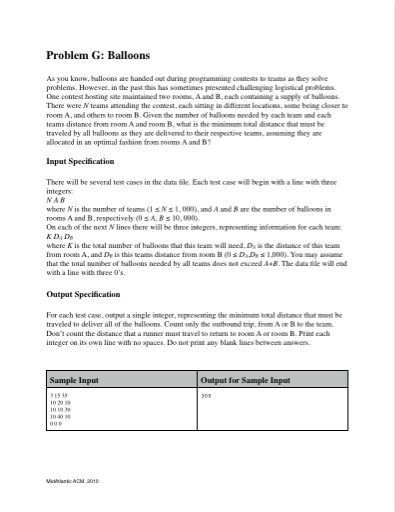 Problem G: Balloons
As you know, balloons are handed out during programming contests to teams as they solve
problems. However, in the past this has sometimes presented challenging logistical problems.
One contest hosting site maintained two rooms, A and B, each containing a supply of balloons.
There were N teams attending the contest, each sitting in different locations, some being closer to
room A, and others to room B. Given the number of balloons needed by each team and each
teams distance from room A and room B, what is the minimum total distance that must be
traveled by all balloons as they are delivered to their respective teams, assuming they are
allocated in an optimal fashion from rooms A and B?
Input Specification
There will be several test cases in the data file. Each test case will begin with a line with three
integers:
N A B
where N is the number of teams (1 ≤ N ≤ 1, 000), and A and B are the number of balloons in
rooms A and B, respectively (0 ≤ A, B ≤ 10, 000).
On each of the next N lines there will be three integers, representing information for each team:
K DA DB
where K is the total number of balloons that this team will need, DA is the distance of this team
from room A, and DB is this teams distance from room B (0 ≤ DA,DB ≤ 1,000). You may assume
that the total number of balloons needed by all teams does not exceed A+B. The data file will end
with a line with three 0's.
Output Specification
For each test case, output a single integer, representing the minimum total distance that must be
traveled to deliver all of the balloons. Count only the outbound trip, from A or B to the team.
Don't count the distance that a runner must travel to return to room A or room B. Print each
integer on its own line with no spaces. Do not print any blank lines between answers.
Sample Input
Output for Sample Input
3 15 35
10 20 10
10 10 30
10 40 10
0 0 0
300
MidAtlantic ACM, 2010